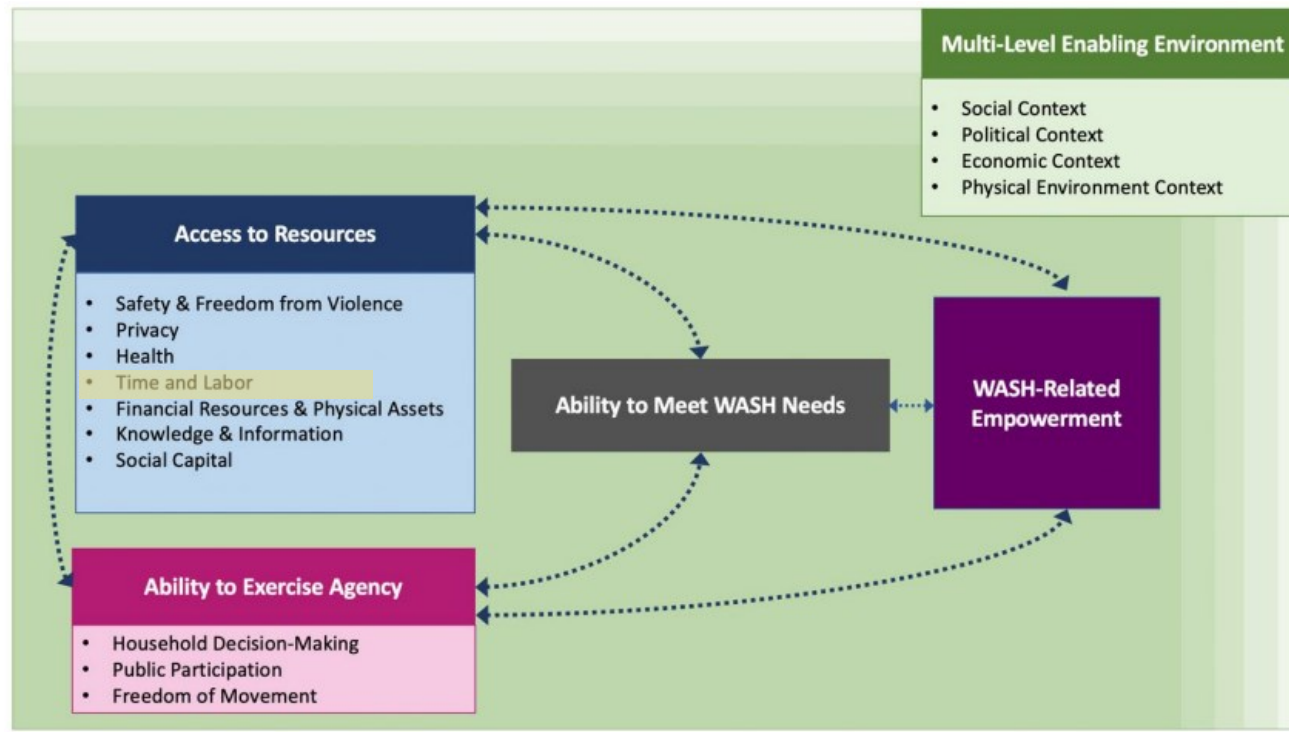 Multi-Level Enabling Environment
• Social Context
• Political Context
• Economic Context
• Physical Environment Context
Access to Resources
• Safety & Freedom from Violence
• Privacy
• Health
• Time and Labor
• Financial Resources & Physical Assets
• Knowledge & Information
• Social Capital
Ability to Meet WASH Needs
WASH-Related
Empowerment
Ability to Exercise Agency
• Household Decision-Making
• Public Participation
• Freedom of Movement